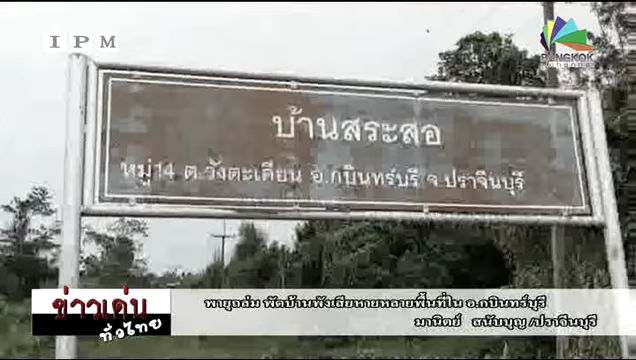 IPM
BANGKOK
บ้านสระสอ
หมู่14 ต.วังตะเคียน อ.กบินทร์บุรี จ.ปราจีนบุรี
ข่าวเด่น
ทั่วไทย
พายุถล่ม พัดบ้านพังเสียหายหลายพื้นที่ใน อ.กบินทร์บุรี
มานิตย์ สนับบุญ/ปราจีนบุรี